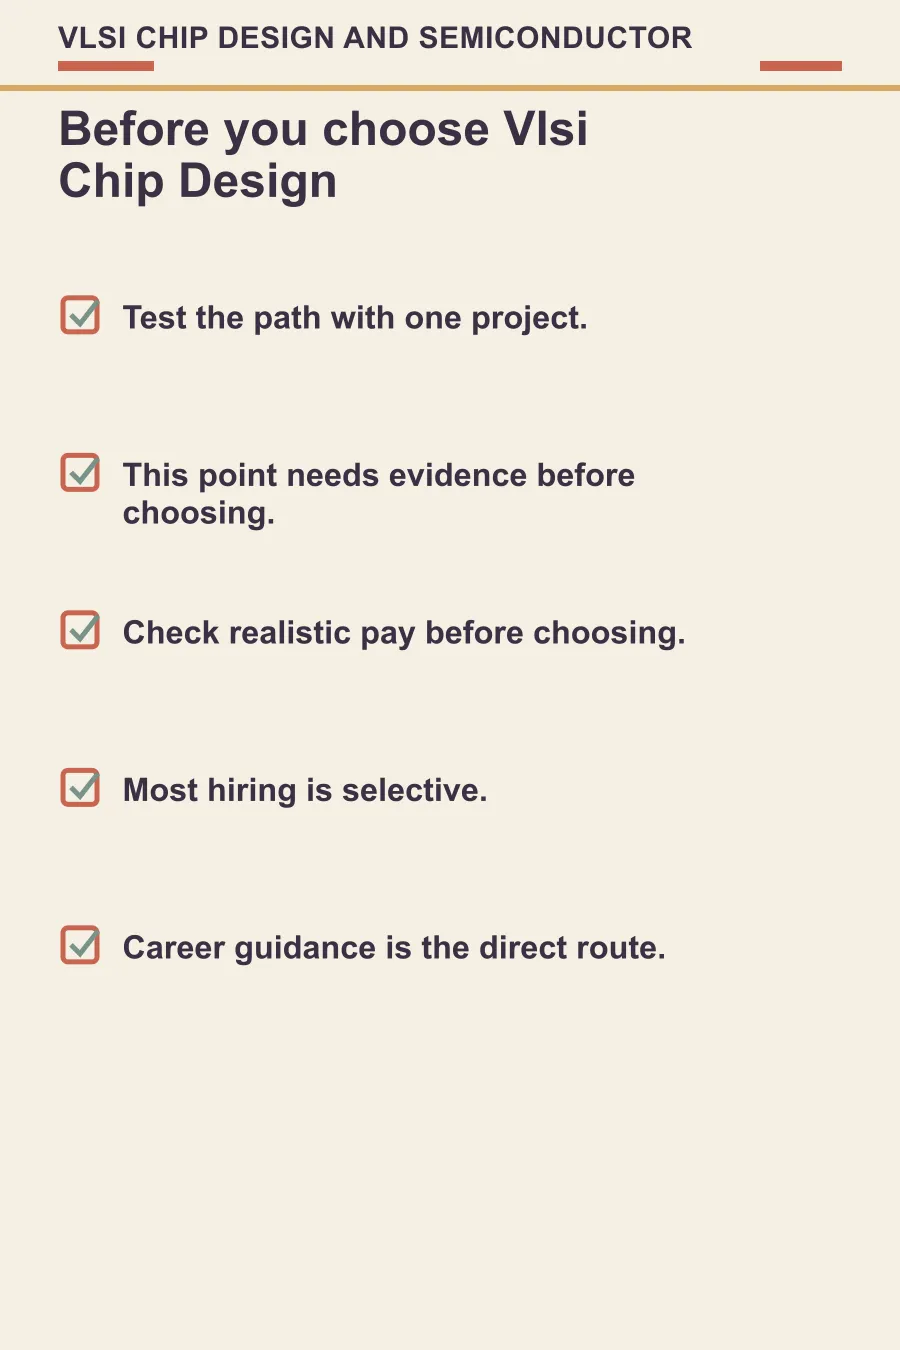 VLSI CHIP DESIGN AND SEMICONDUCTOR
Before you choose Vlsi
Chip Design
Test the path with one project.
This point needs evidence before
choosing.
Check realistic pay before choosing.
Most hiring is selective.
Career guidance is the direct route.